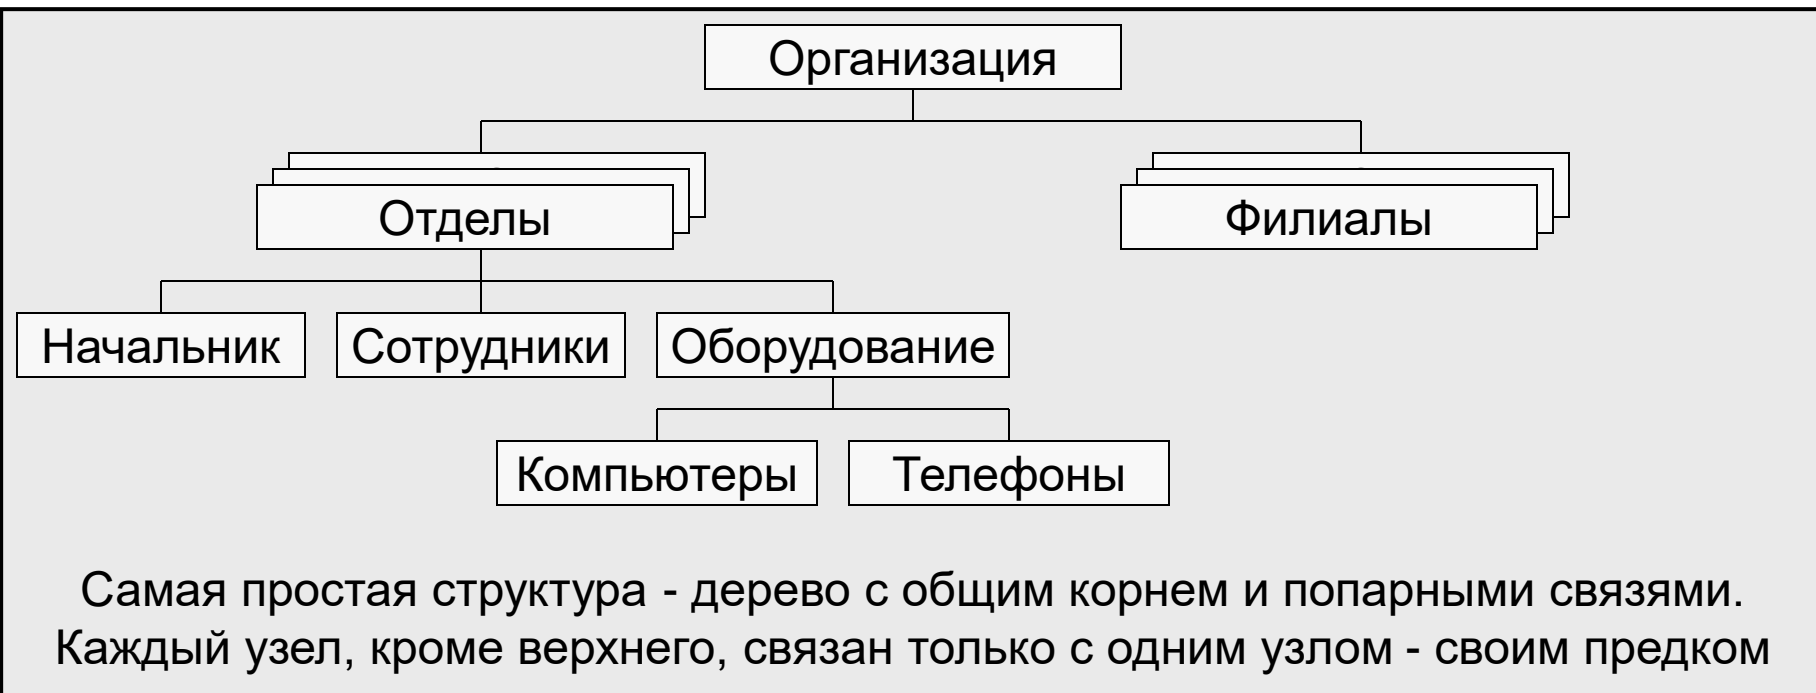 Организация
Отделы
Филиалы
Начальник
Сотрудники
Оборудование
Компьютеры
Телефоны
Самая простая структура - дерево с общим корнем и попарными связями.
Каждый узел, кроме верхнего, связан только с одним узлом - своим предком